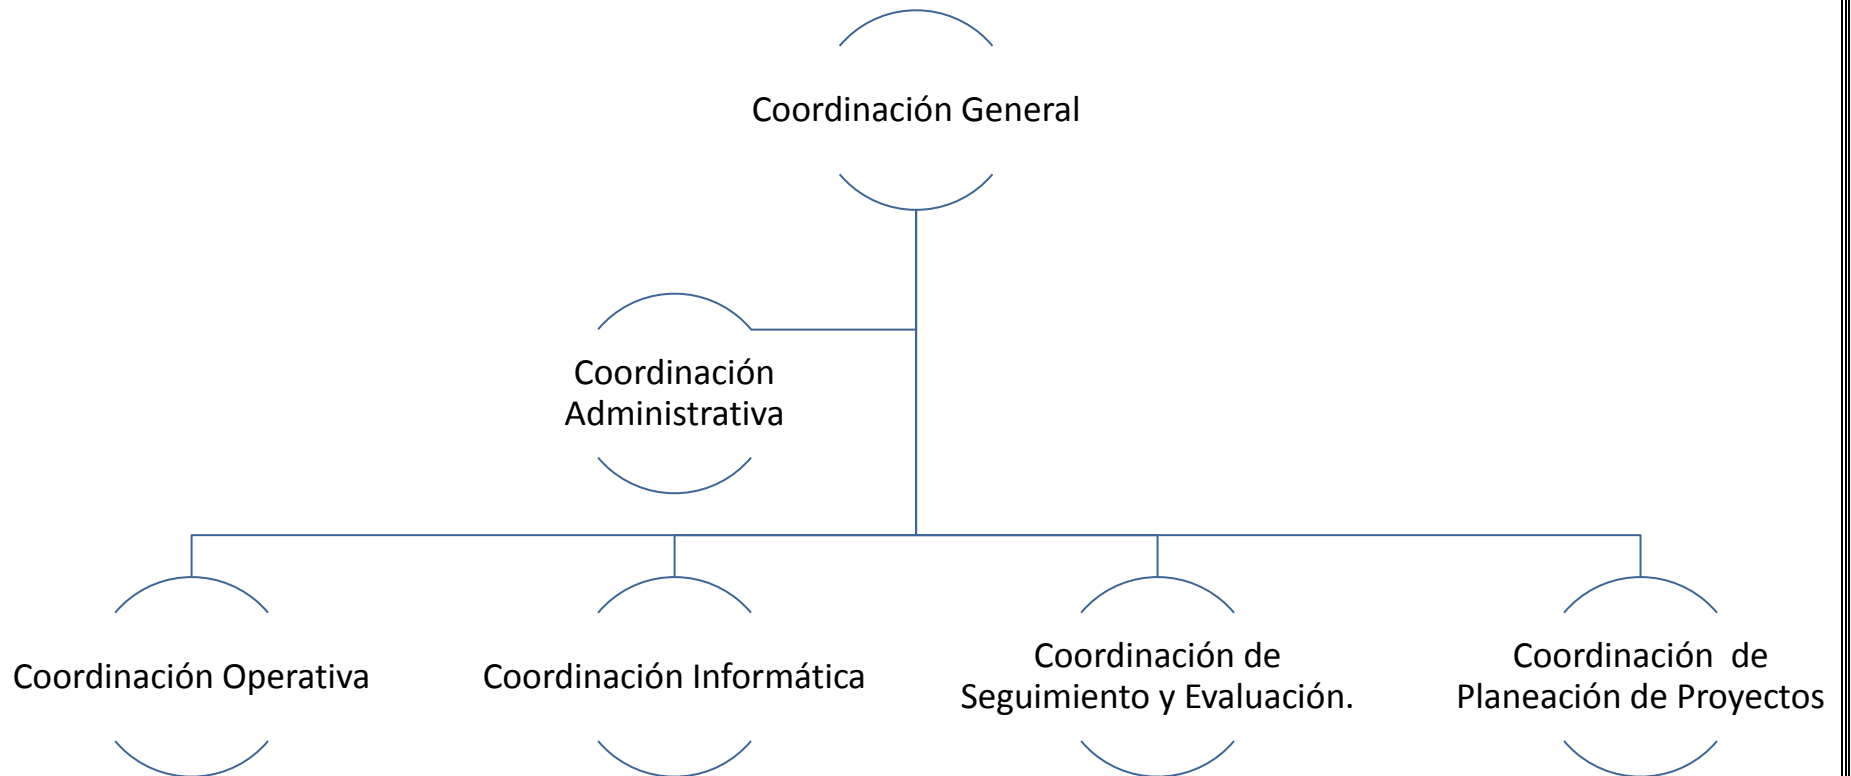 Coordinación General
Coordinación
Administrativa
Coordinación Operativa
Coordinación Informática
Coordinación de
Seguimiento y Evaluación.
Coordinación  de
Planeación de Proyectos